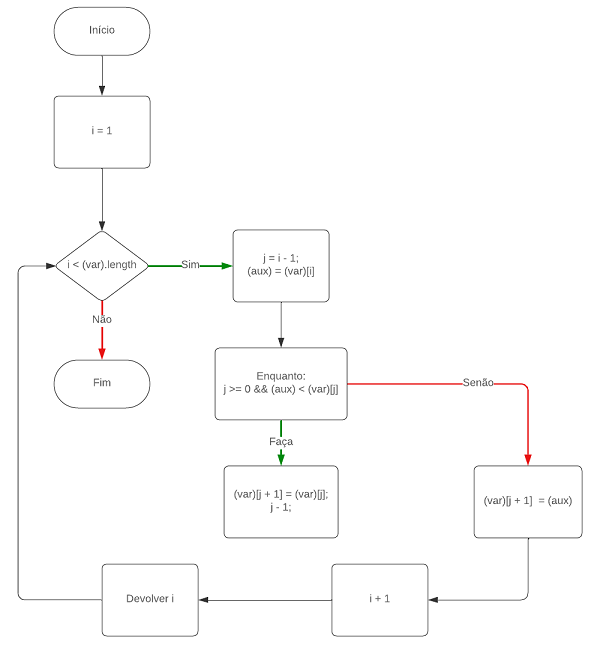 Início
i = 1
i < (var).length
Sim
j = i - 1;
(aux) = (var)[i]
Não
Fim
Enquanto:
j >= 0 && (aux) < (var)[j]
Senão
Faça
(var)[j + 1] = (var)[j];
j - 1;
(var)[j + 1]  = (aux)
Devolver i
i + 1